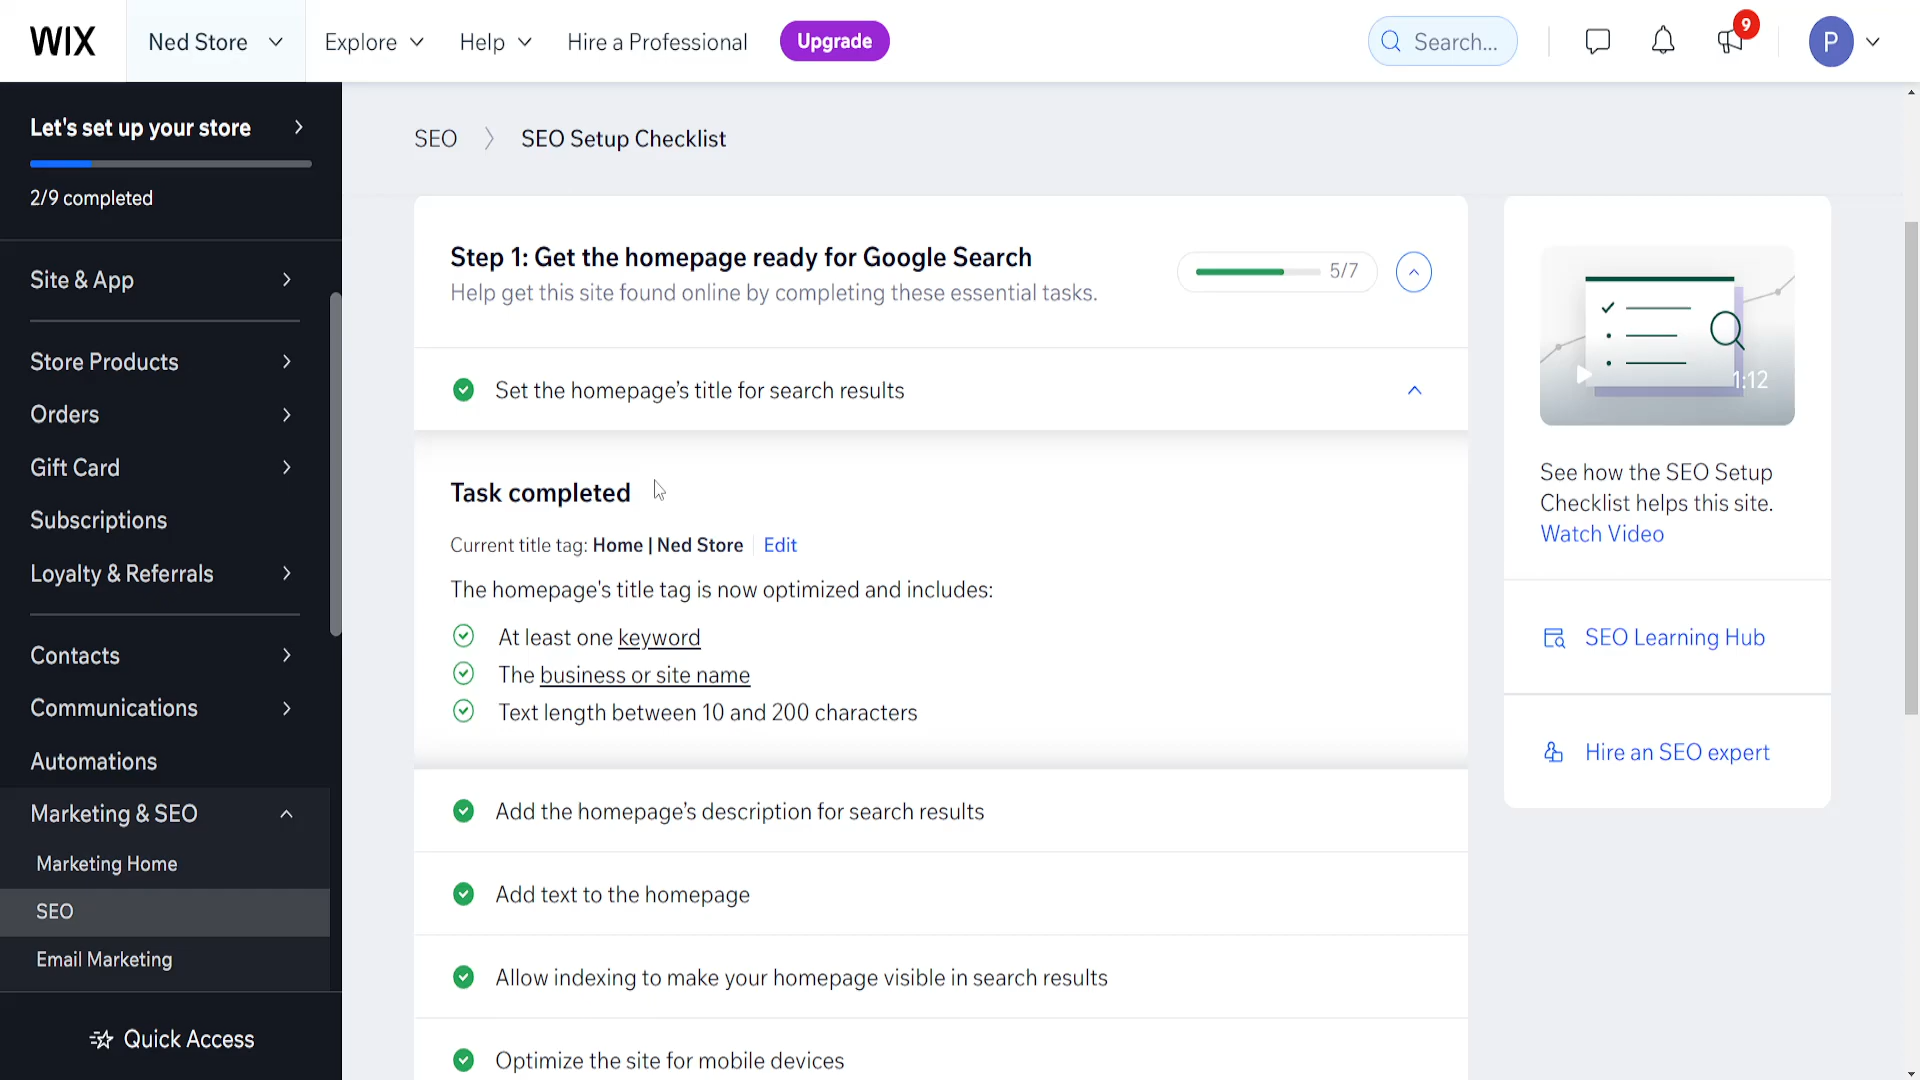 WIX
Ned Store
Explore
Help
Hire a Professional
Upgrade
Search...
9
P
Let's set up your store
2/9 completed
Site & App
Store Products
Orders
Gift Card
Subscriptions
Loyalty & Referrals
Contacts
Communications
Automations
Marketing & SEO
Marketing Home
SEO
Email Marketing
Quick Access
SEO
SEO Setup Checklist
Step 1: Get the homepage ready for Google Search
Help get this site found online by completing these essential tasks.
5/7
Set the homepage’s title for search results
Task completed
Current title tag: Home | Ned Store Edit
The homepage's title tag is now optimized and includes:
At least one keyword
The business or site name
Text length between 10 and 200 characters
Add the homepage’s description for search results
Add text to the homepage
Allow indexing to make your homepage visible in search results
Optimize the site for mobile devices
1:12
See how the SEO Setup
Checklist helps this site.
Watch Video
SEO Learning Hub
Hire an SEO expert